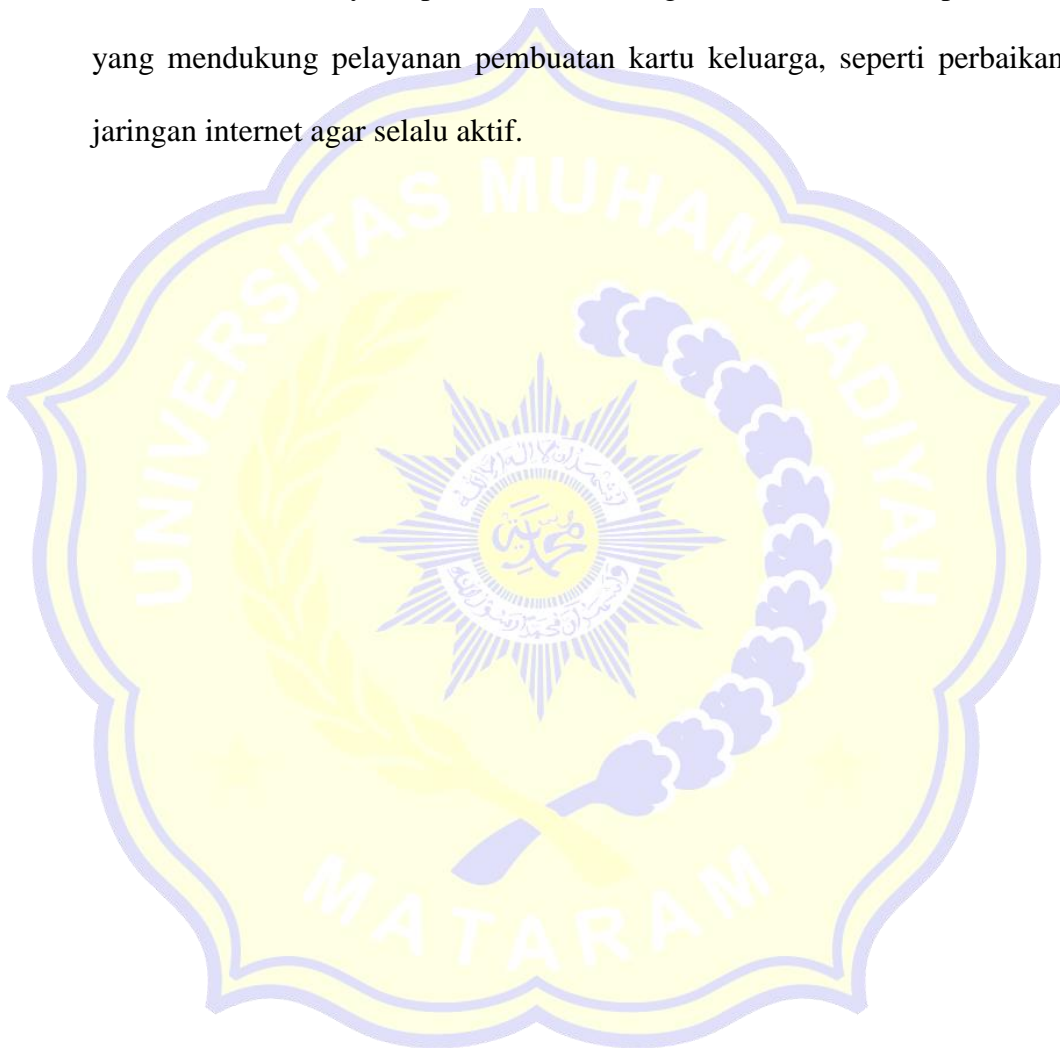 yang mendukung pelayanan pembuatan kartu keluarga, seperti perbaikan
jaringan internet agar selalu aktif.
UNIVERSITAS MUHAMMADIYAH
MATARAM